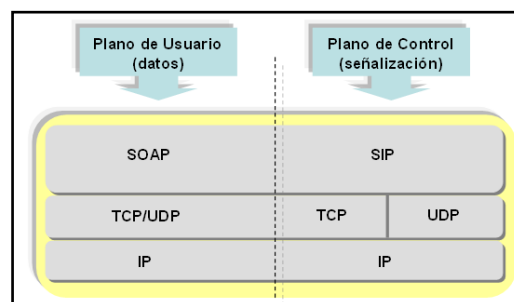 Plano de Usuario
(datos)
Plano de Control
(señalización)
SOAP
SIP
TCP/UDP
TCP
UDP
IP
IP